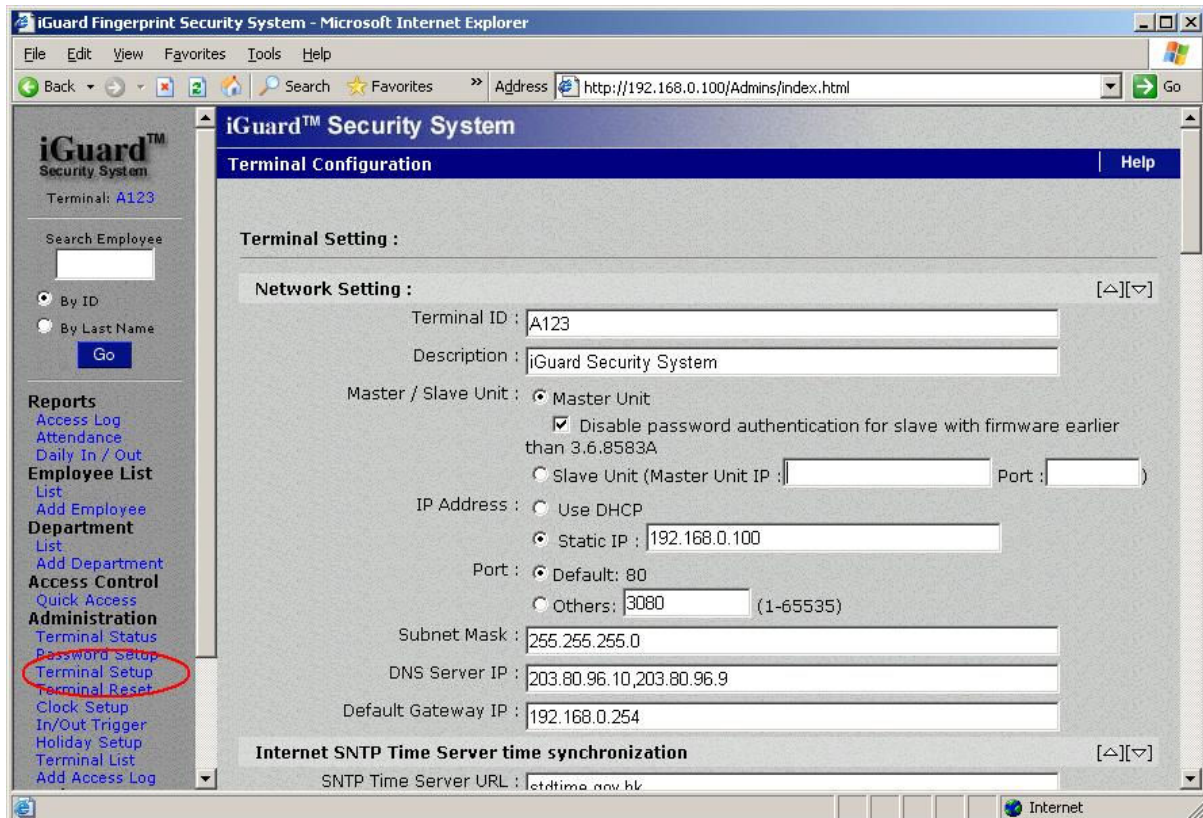 iGuard Fingerprint Security System - Microsoft Internet Explorer
File Edit View Favorites Tools Help
Back Search Favorites » Address http://192.168.0.100/Admins/index.html Go
iGuard™
Security System
Terminal: A123
Search Employee
By ID
By Last Name
Go
Reports
Access Log
Attendance
Daily In / Out
Employee List
List
Add Employee
Department
List
Add Department
Access Control
Quick Access
Administration
Terminal Status
Password Setup
Terminal Setup
Terminal Reset
Clock Setup
In/Out Trigger
Holiday Setup
Terminal List
Add Access Log
iGuard™ Security System
Terminal Configuration | Help
Terminal Setting :
Network Setting : [△][▽]
Terminal ID : A123
Description : iGuard Security System
Master / Slave Unit : Master Unit
Disable password authentication for slave with firmware earlier
than 3.6.8583A
Slave Unit (Master Unit IP : Port : )
IP Address : Use DHCP
Static IP : 192.168.0.100
Port : Default: 80
Others: 3080 (1-65535)
Subnet Mask : 255.255.255.0
DNS Server IP : 203.80.96.10,203.80.96.9
Default Gateway IP : 192.168.0.254
Internet SNTP Time Server time synchronization [△][▽]
SNTP Time Server URL : stdtime.gov.hk
Internet